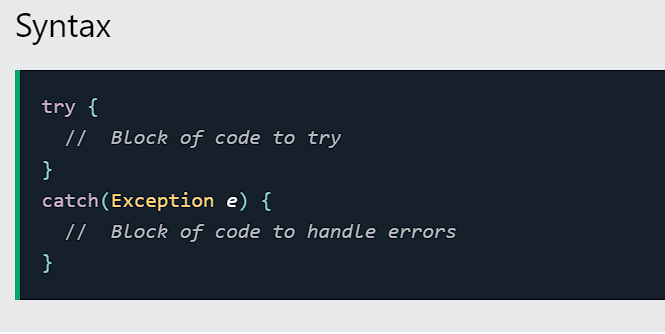 Syntax
try {
  //  Block of code to try
}
catch(Exception e) {
  //  Block of code to handle errors
}